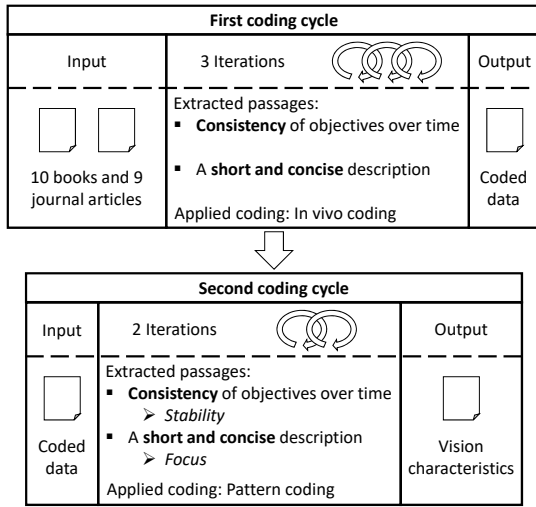 First coding cycle
Input
3 Iterations
Output
10 books and 9
journal articles
Extracted passages:
▪ Consistency of objectives over time
▪ A short and concise description
Applied coding: In vivo coding
Coded
data
Second coding cycle
Input
2 Iterations
Output
Coded
data
Extracted passages:
▪ Consistency of objectives over time
➢ Stability
▪ A short and concise description
➢ Focus
Applied coding: Pattern coding
Vision
characteristics